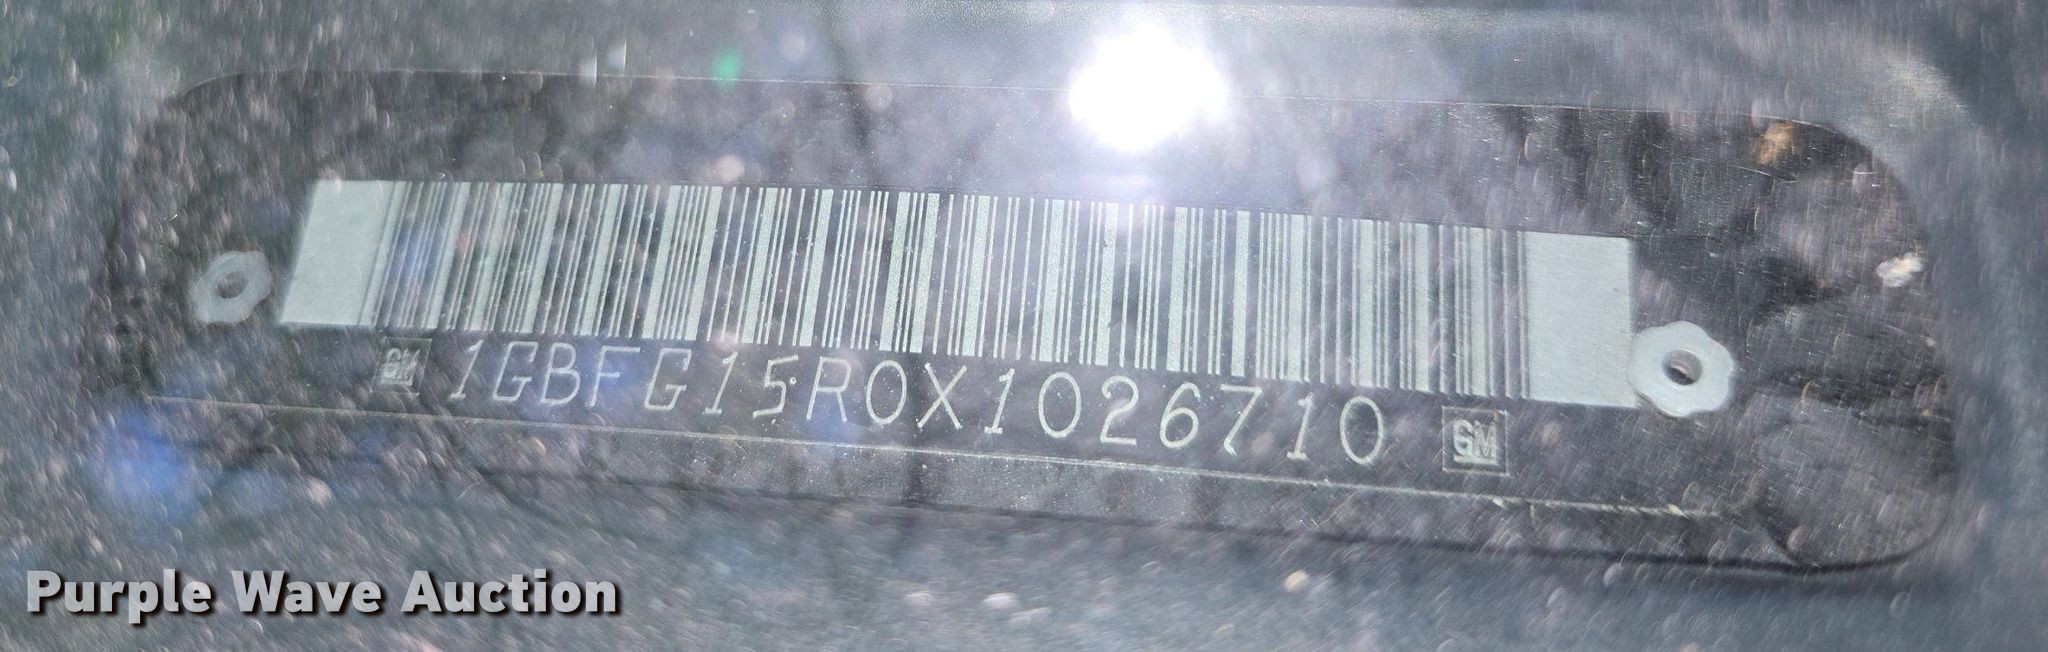 GM 1GBFG15R0X1026710 GM
Purple Wave Auction